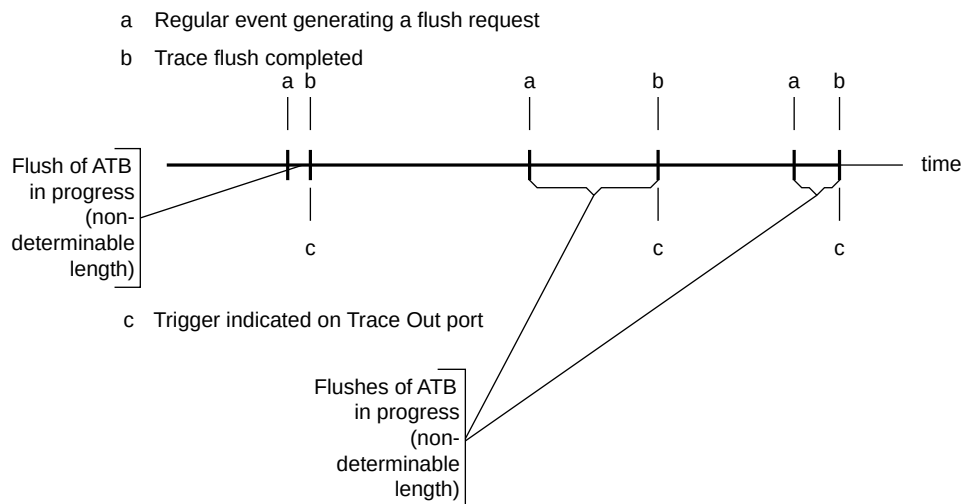 a Regular event generating a flush request
b Trace flush completed
a b a b a b
Flush of ATB
in progress
(non-
determinable
length)
time
c c c
c Trigger indicated on Trace Out port
Flushes of ATB
in progress
(non-
determinable
length)